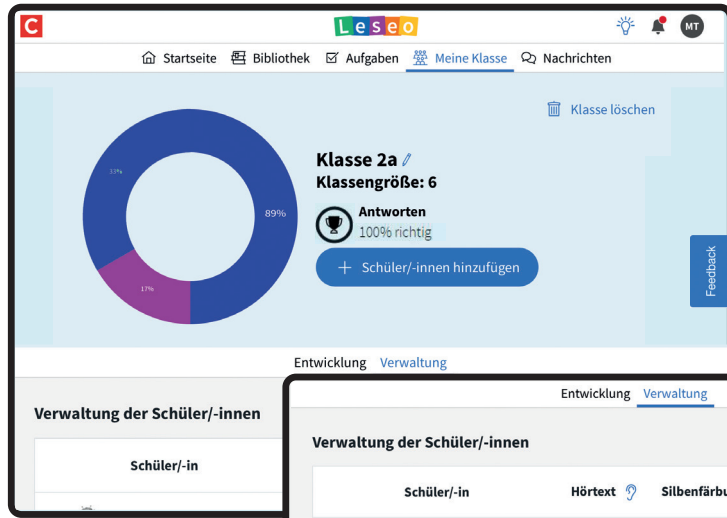 C
Leseo
MT
Startseite Bibliothek Aufgaben Meine Klasse Nachrichten
Klasse löschen
33%
89%
17%
Klasse 2a
Klassengröße: 6
Antworten
100% richtig
+ Schüler/-innen hinzufügen
Feedback
Entwicklung Verwaltung
Verwaltung der Schüler/-innen
Schüler/-in
Entwicklung Verwaltung
Verwaltung der Schüler/-innen
Schüler/-in Hörtext Silbenfärbu